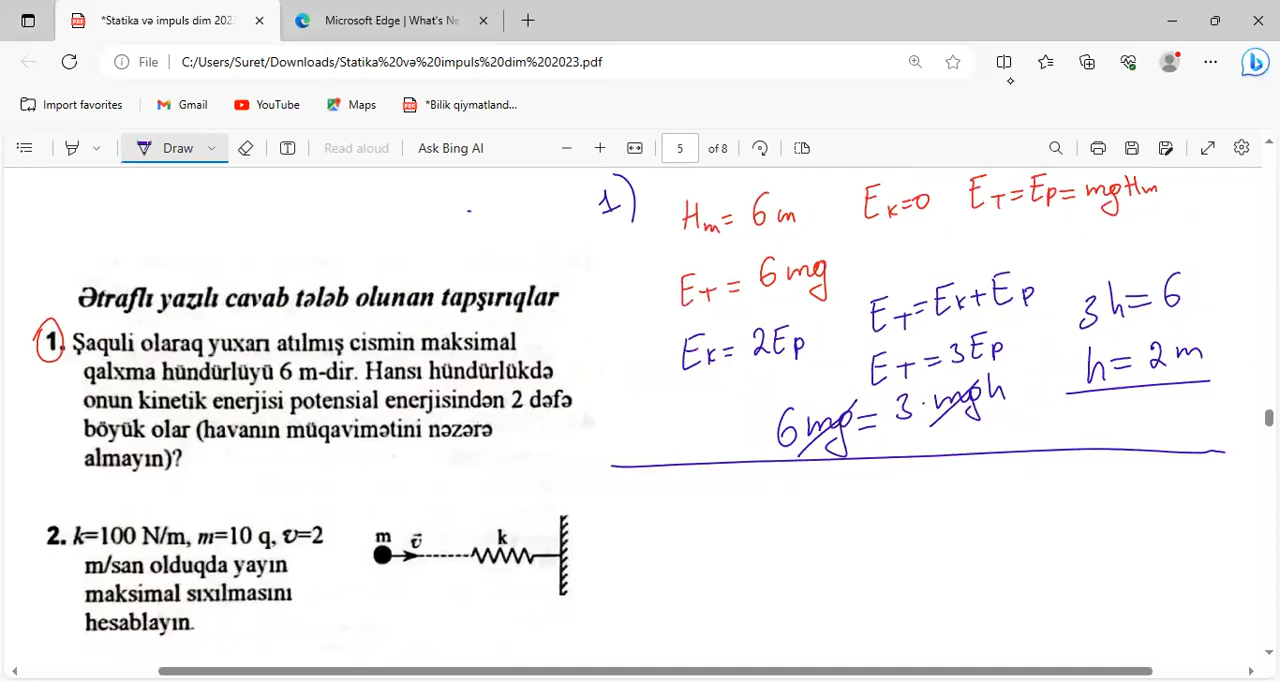 *Statika və impuls dim 202
Microsoft Edge | What's Ne
File
C:/Users/Suret/Downloads/Statika%20və%20impuls%20dim%202023.pdf
Import favorites
Gmail
YouTube
Maps
*Bilik qiymatland...
Draw
Read aloud
Ask Bing AI
5
of 8
1)
Hm = 6 m
Eк=0
ET=Ep=mgHm
ET = 6mg
ET=Eк+Ep
3h=6
Eк= 2Ep
ET=3Ep
h= 2m
6mg= 3·mgh
Ətraflı yazılı cavab tələb olunan tapşırıqlar
1. Şaquli olaraq yuxarı atılmış cismin maksimal
qalxma hündürlüyü 6 m-dir. Hansı hündürlükdə
onun kinetik enerjisi potensial enerjisindən 2 dəfə
böyük olar (havanın müqavimətini nəzərə
almayın)?
2. k=100 N/m, m=10 q, υ=2
m/san olduqda yayın
maksimal sıxılmasını
hesablayın.
m
υ
k